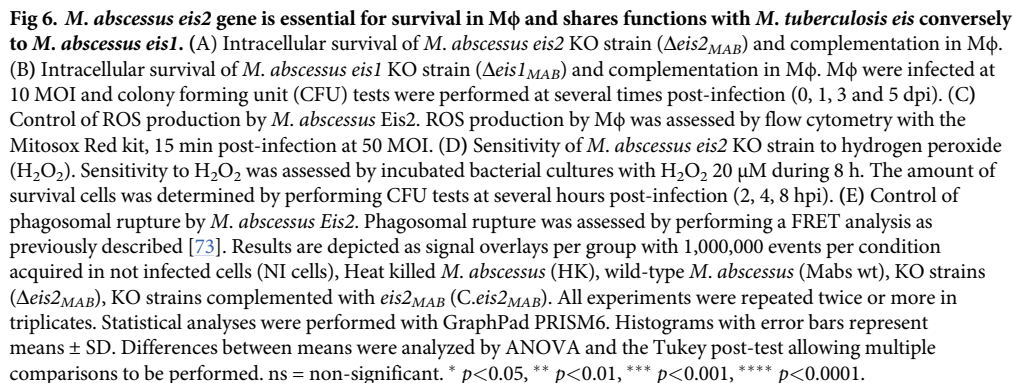 Fig 6. M. abscessus eis2 gene is essential for survival in Mϕ and shares functions with M. tuberculosis eis conversely
to M. abscessus eis1. (A) Intracellular survival of M. abscessus eis2 KO strain (Δeis2MAB) and complementation in Mϕ.
(B) Intracellular survival of M. abscessus eis1 KO strain (Δeis1MAB) and complementation in Mϕ. Mϕ were infected at
10 MOI and colony forming unit (CFU) tests were performed at several times post-infection (0, 1, 3 and 5 dpi). (C)
Control of ROS production by M. abscessus Eis2. ROS production by Mϕ was assessed by flow cytometry with the
Mitosox Red kit, 15 min post-infection at 50 MOI. (D) Sensitivity of M. abscessus eis2 KO strain to hydrogen peroxide
(H2O2). Sensitivity to H2O2 was assessed by incubated bacterial cultures with H2O2 20 μM during 8 h. The amount of
survival cells was determined by performing CFU tests at several hours post-infection (2, 4, 8 hpi). (E) Control of
phagosomal rupture by M. abscessus Eis2. Phagosomal rupture was assessed by performing a FRET analysis as
previously described [73]. Results are depicted as signal overlays per group with 1,000,000 events per condition
acquired in not infected cells (NI cells), Heat killed M. abscessus (HK), wild-type M. abscessus (Mabs wt), KO strains
(Δeis2MAB), KO strains complemented with eis2MAB (C.eis2MAB). All experiments were repeated twice or more in
triplicates. Statistical analyses were performed with GraphPad PRISM6. Histograms with error bars represent
means ± SD. Differences between means were analyzed by ANOVA and the Tukey post-test allowing multiple
comparisons to be performed. ns = non-significant. * p<0.05, ** p<0.01, *** p<0.001, **** p<0.0001.